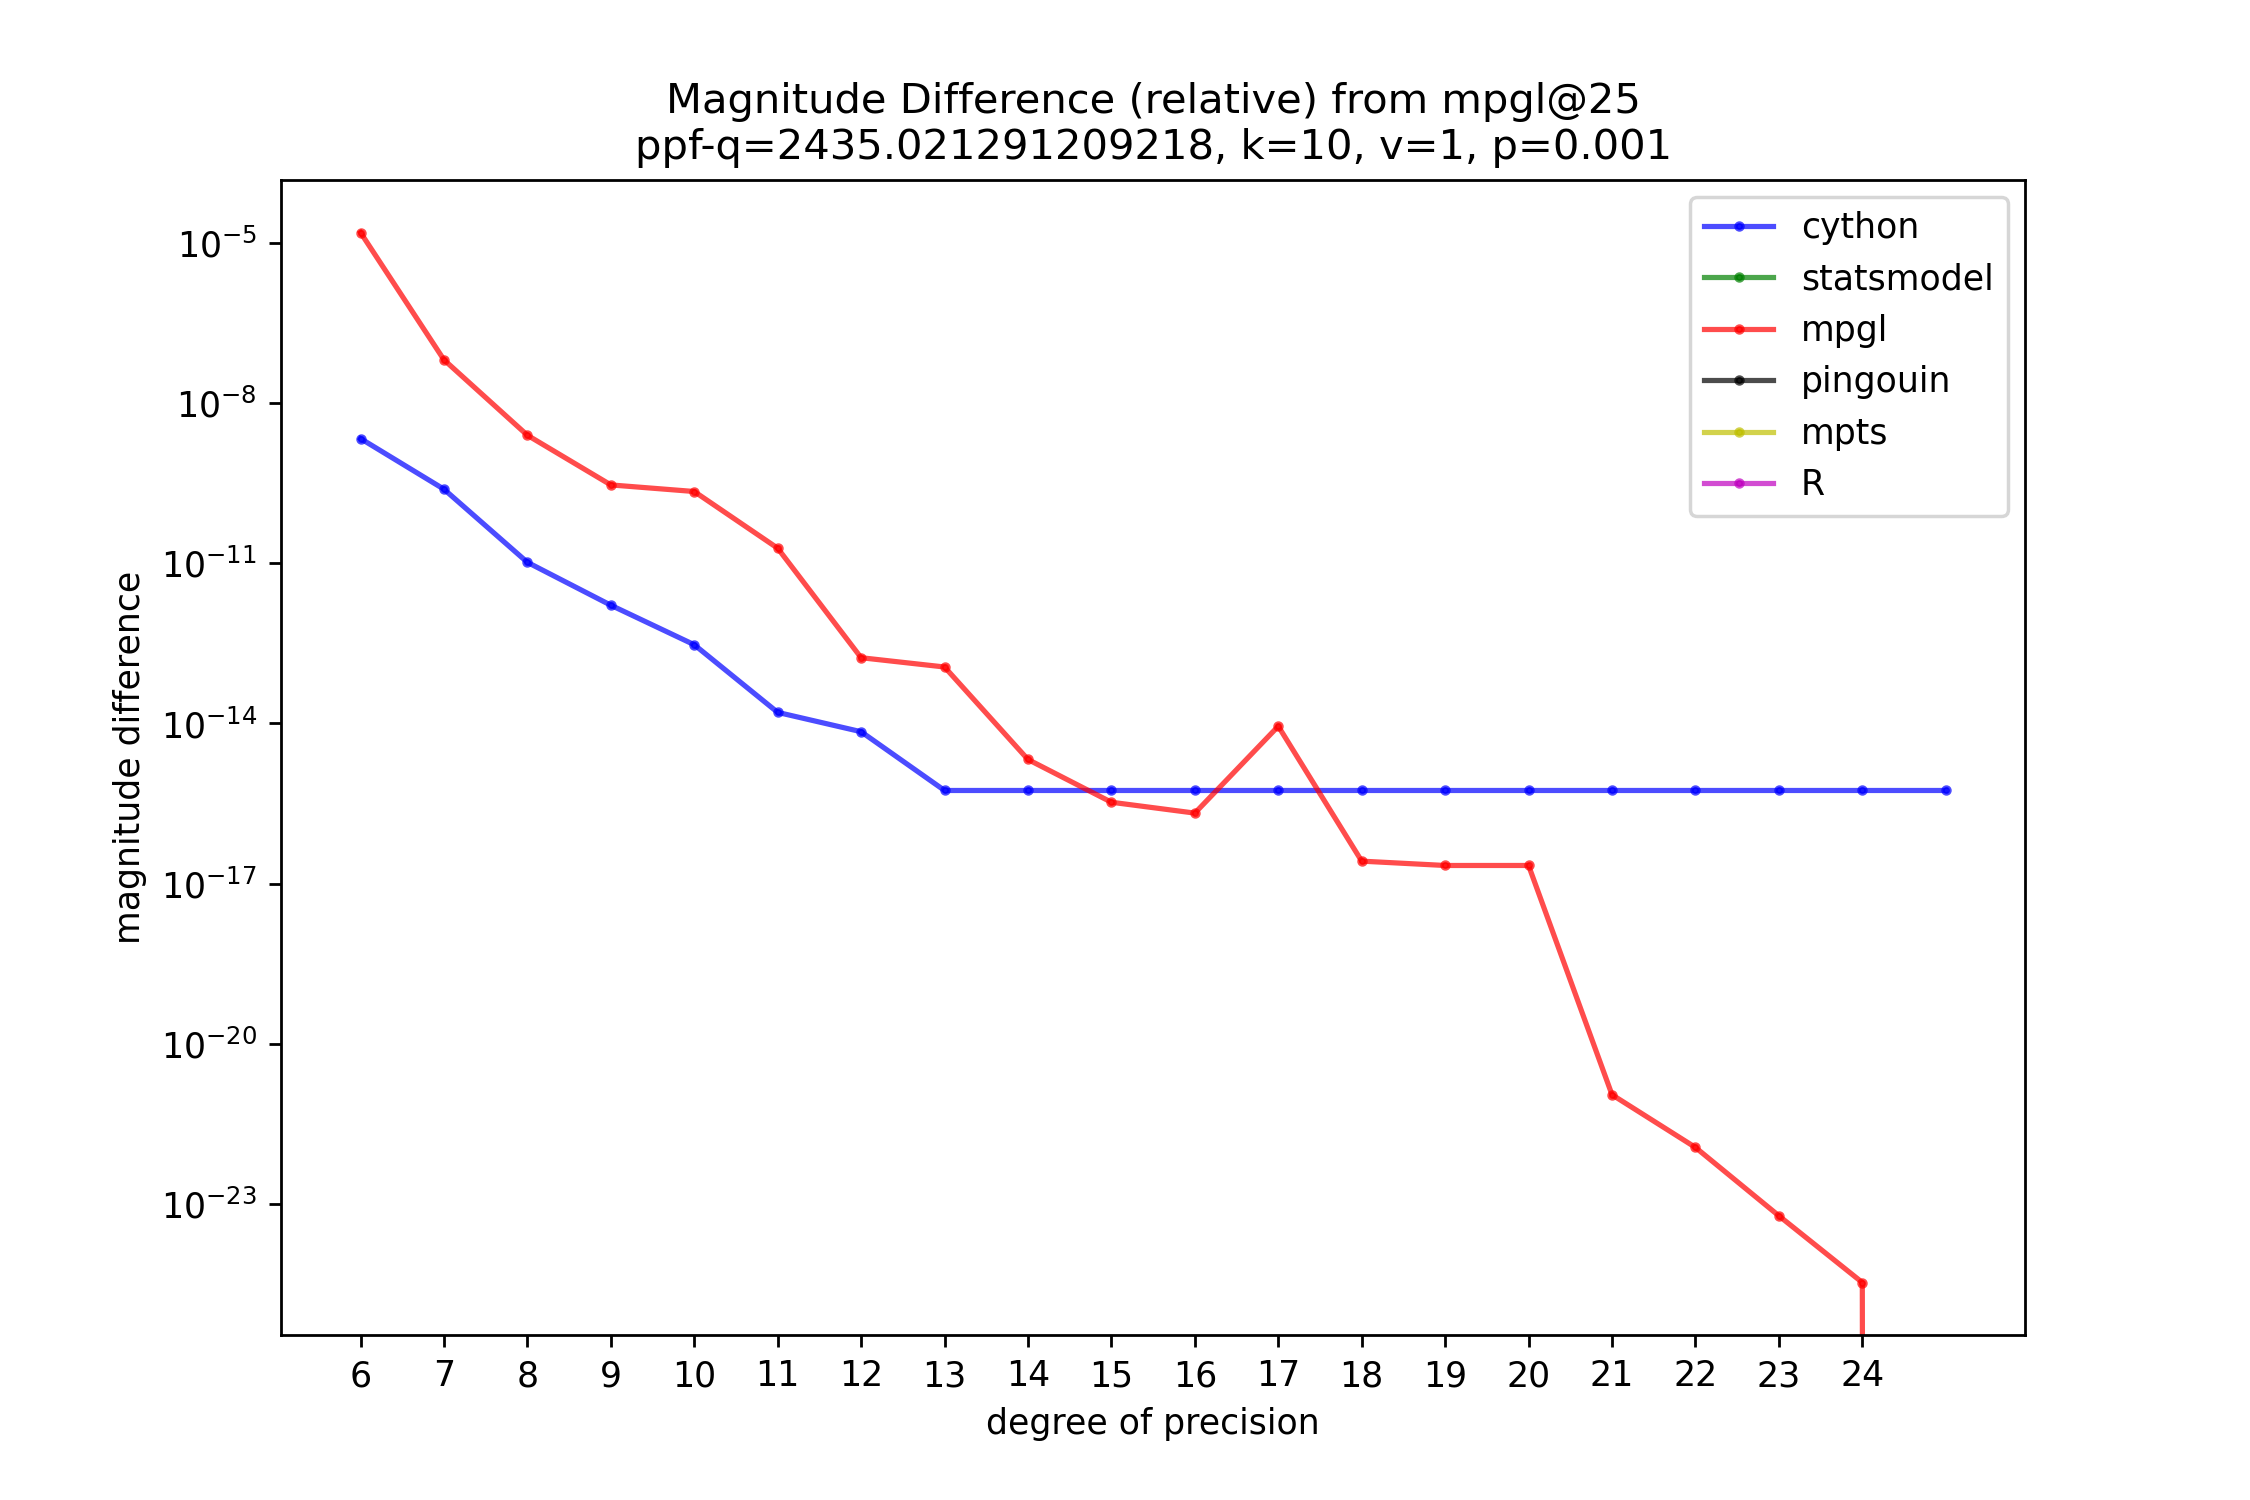 Magnitude Difference (relative) from mpgl@25
ppf-q=2435.021291209218, k=10, v=1, p=0.001
cython
statsmodel
mpgl
pingouin
mpts
R
magnitude difference
10⁻⁵
10⁻⁸
10⁻¹¹
10⁻¹⁴
10⁻¹⁷
10⁻²⁰
10⁻²³
6 7 8 9 10 11 12 13 14 15 16 17 18 19 20 21 22 23 24
degree of precision